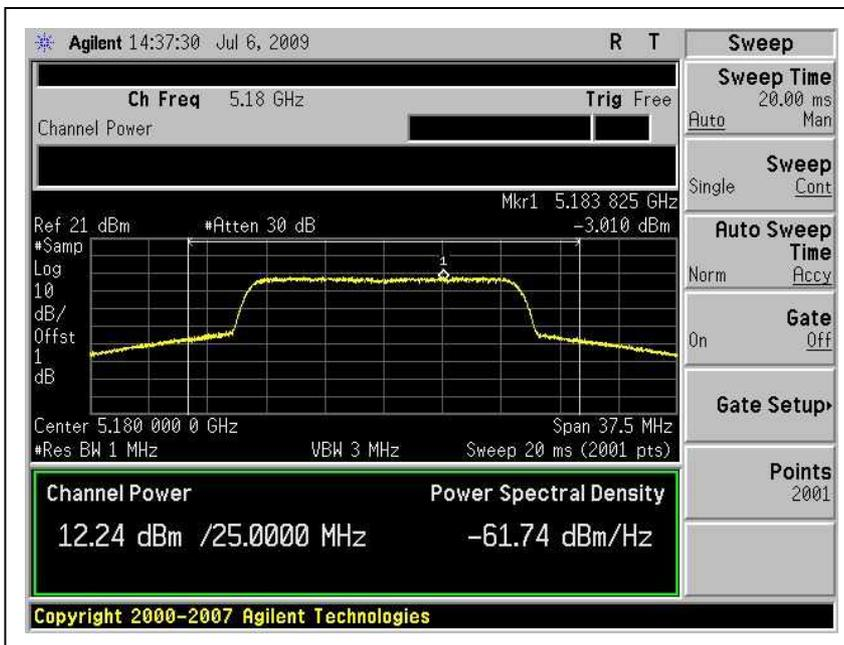 Agilent 14:37:30 Jul 6, 2009 R T
Ch Freq 5.18 GHz Trig Free
Channel Power
Mkr1 5.183 825 GHz
Ref 21 dBm #Atten 30 dB -3.010 dBm
#Samp
Log
10
dB/
Offst
1
dB
1
Center 5.180 000 0 GHz Span 37.5 MHz
#Res BW 1 MHz VBW 3 MHz Sweep 20 ms (2001 pts)
Channel Power Power Spectral Density
12.24 dBm /25.0000 MHz -61.74 dBm/Hz
Copyright 2000-2007 Agilent Technologies
Sweep
Sweep Time
20.00 ms
Auto Man
Sweep
Single Cont
Auto Sweep
Time
Norm Accy
Gate
On Off
Gate Setup
Points
2001